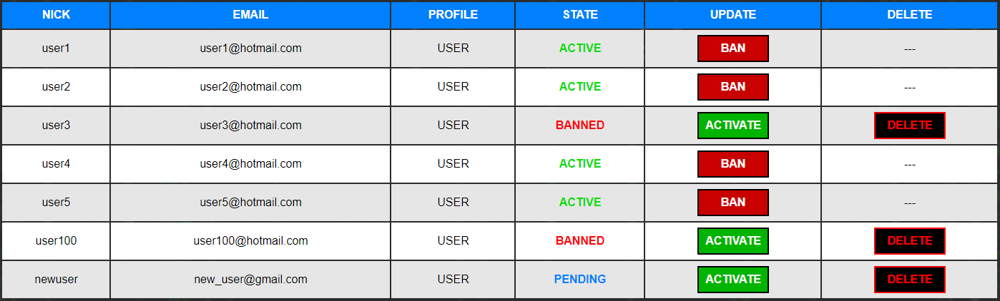 NICK EMAIL PROFILE STATE UPDATE DELETE
user1 user1@hotmail.com USER ACTIVE BAN ---
user2 user2@hotmail.com USER ACTIVE BAN ---
user3 user3@hotmail.com USER BANNED ACTIVATE DELETE
user4 user4@hotmail.com USER ACTIVE BAN ---
user5 user5@hotmail.com USER ACTIVE BAN ---
user100 user100@hotmail.com USER BANNED ACTIVATE DELETE
newuser new_user@gmail.com USER PENDING ACTIVATE DELETE